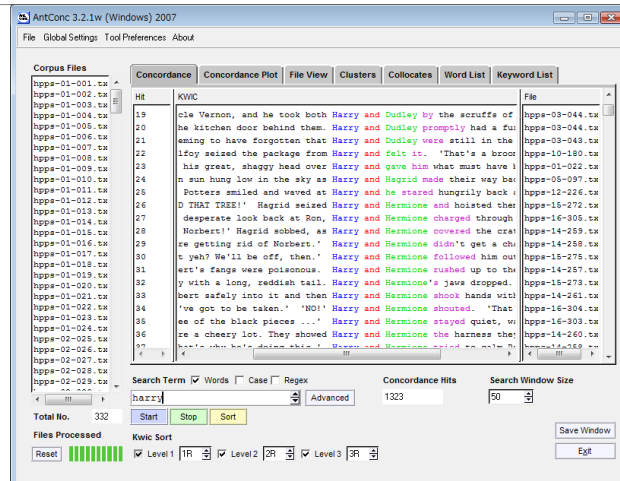 AntConc 3.2.1w (Windows) 2007
File Global Settings Tool Preferences About
Corpus Files
hpps-01-001.tx
hpps-01-002.tx
hpps-01-003.tx
hpps-01-004.tx
hpps-01-005.tx
hpps-01-006.tx
hpps-01-007.tx
hpps-01-008.tx
hpps-01-009.tx
hpps-01-010.tx
hpps-01-011.tx
hpps-01-012.tx
hpps-01-013.tx
hpps-01-014.tx
hpps-01-015.tx
hpps-01-016.tx
hpps-01-017.tx
hpps-01-018.tx
hpps-01-019.tx
hpps-01-020.tx
hpps-01-021.tx
hpps-01-022.tx
hpps-01-023.tx
hpps-01-024.tx
hpps-02-025.tx
hpps-02-026.tx
hpps-02-027.tx
hpps-02-028.tx
hpps-02-029.tx
Total No. 332
Files Processed
Reset
Concordance Concordance Plot File View Clusters Collocates Word List Keyword List
Hit KWIC File
19 cle Vernon, and he took both Harry and Dudley by the scruffs of hpps-03-044.tx
20 he kitchen door behind them. Harry and Dudley promptly had a fu hpps-03-044.tx
21 eming to have forgotten that Harry and Dudley were still in the hpps-03-043.tx
22 lfoy seized the package from Harry and felt it. 'That's a broom hpps-10-180.tx
23 his great, shaggy head over Harry and gave him what must have hpps-01-022.tx
24 n sun hung low in the sky as Harry and Hagrid made their way ba hpps-05-097.tx
25 Potters smiled and waved at Harry and he stared hungrily back hpps-12-226.tx
26 D THAT TREE!' Hagrid seized Harry and Hermione and hoisted the hpps-15-272.tx
27 desperate look back at Ron, Harry and Hermione charged through hpps-16-305.tx
28 Norbert!' Hagrid sobbed, as Harry and Hermione covered the cra hpps-14-259.tx
29 re getting rid of Norbert.' Harry and Hermione didn't get a ch hpps-14-258.tx
30 t yeh? We'll be off, then.' Harry and Hermione followed him ou hpps-15-275.tx
31 ert's fangs were poisonous. Harry and Hermione rushed up to the hpps-14-257.tx
32 y with a long, reddish tail. Harry and Hermione's jaws dropped. hpps-15-273.tx
33 bert safely into it and then Harry and Hermione shook hands with hpps-14-261.tx
34 've got to be taken.' 'NO!' Harry and Hermione shouted. 'That hpps-16-304.tx
35 ee of the black pieces ...' Harry and Hermione stayed quiet, w hpps-16-303.tx
36 re a cheery lot. They showed Harry and Hermione the harness the hpps-14-260.tx
Search Term Words Case Regex
harry
Advanced
Start Stop Sort
Concordance Hits
1323
Search Window Size
50
Kwic Sort
Level 1 1R Level 2 2R Level 3 3R
Save Window
Exit